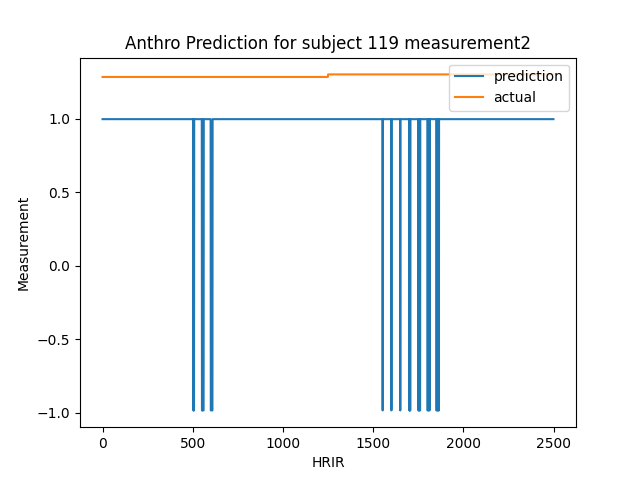 Anthro Prediction for subject 119 measurement2
prediction
actual
Measurement
1.0
0.5
0.0
−0.5
−1.0
0
500
1000
1500
2000
2500
HRIR